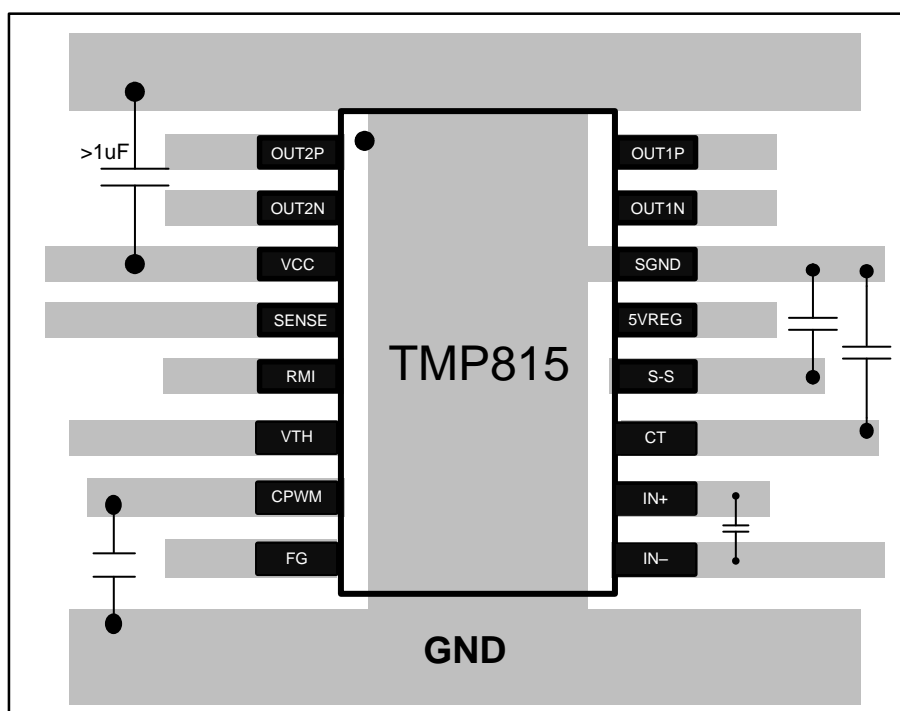 >1uF
OUT2P
OUT1P
OUT2N
OUT1N
VCC
SGND
SENSE
5VREG
TMP815
RMI
S-S
VTH
CT
CPWM
IN+
FG
IN–
GND